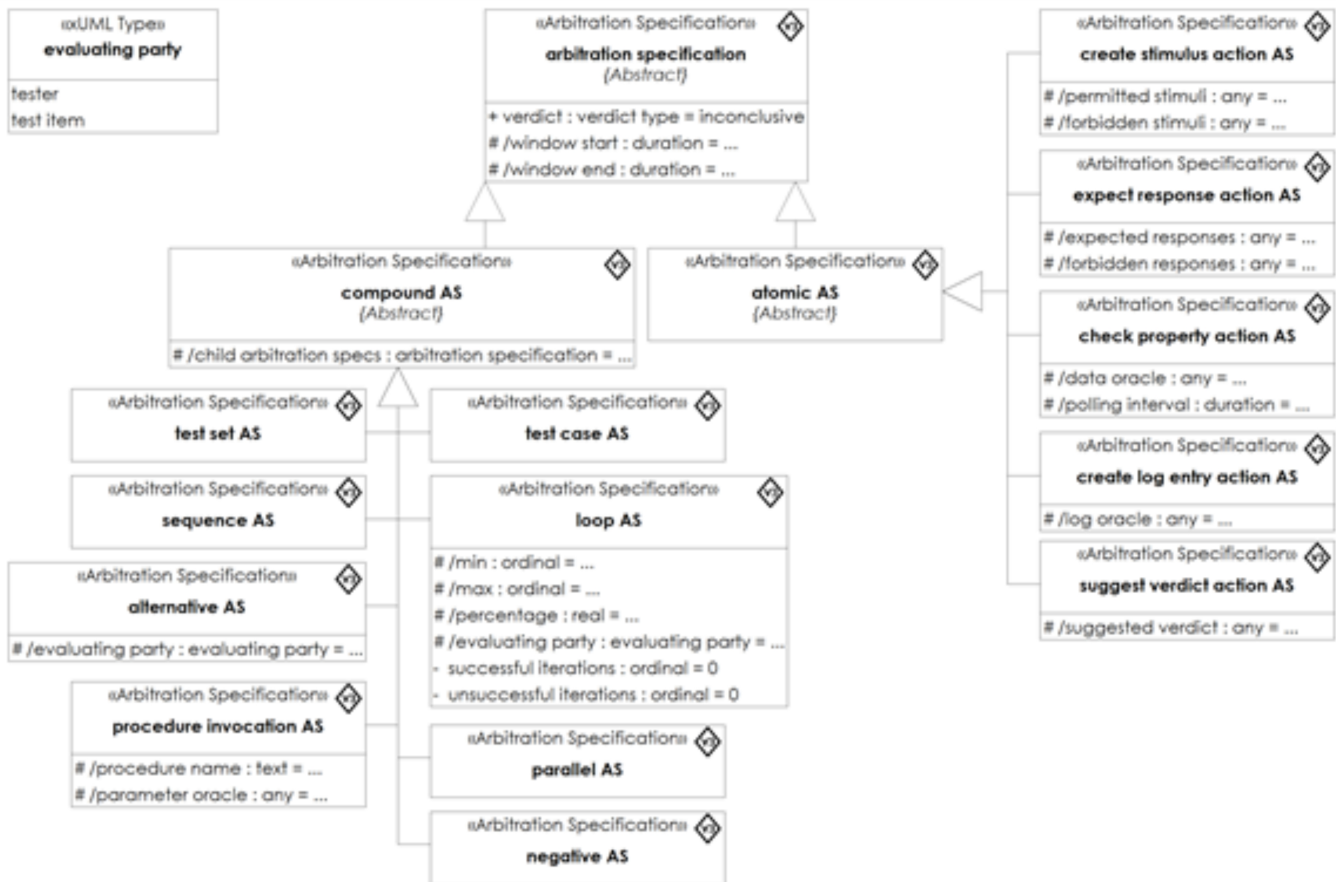 «xUML Type»
evaluating party
tester
test item
«Arbitration Specification»
arbitration specification
{Abstract}
+ verdict : verdict type = inconclusive
# /window start : duration = ...
# /window end : duration = ...
«Arbitration Specification»
compound AS
{Abstract}
# /child arbitration specs : arbitration specification = ...
«Arbitration Specification»
atomic AS
{Abstract}
«Arbitration Specification»
test set AS
«Arbitration Specification»
test case AS
«Arbitration Specification»
sequence AS
«Arbitration Specification»
loop AS
# /min : ordinal = ...
# /max : ordinal = ...
# /percentage : real = ...
# /evaluating party : evaluating party = ...
- successful iterations : ordinal = 0
- unsuccessful iterations : ordinal = 0
«Arbitration Specification»
alternative AS
# /evaluating party : evaluating party = ...
«Arbitration Specification»
procedure invocation AS
# /procedure name : text = ...
# /parameter oracle : any = ...
«Arbitration Specification»
parallel AS
«Arbitration Specification»
negative AS
«Arbitration Specification»
create stimulus action AS
# /permitted stimuli : any = ...
# /forbidden stimuli : any = ...
«Arbitration Specification»
expect response action AS
# /expected responses : any = ...
# /forbidden responses : any = ...
«Arbitration Specification»
check property action AS
# /data oracle : any = ...
# /polling interval : duration = ...
«Arbitration Specification»
create log entry action AS
# /log oracle : any = ...
«Arbitration Specification»
suggest verdict action AS
# /suggested verdict : any = ...